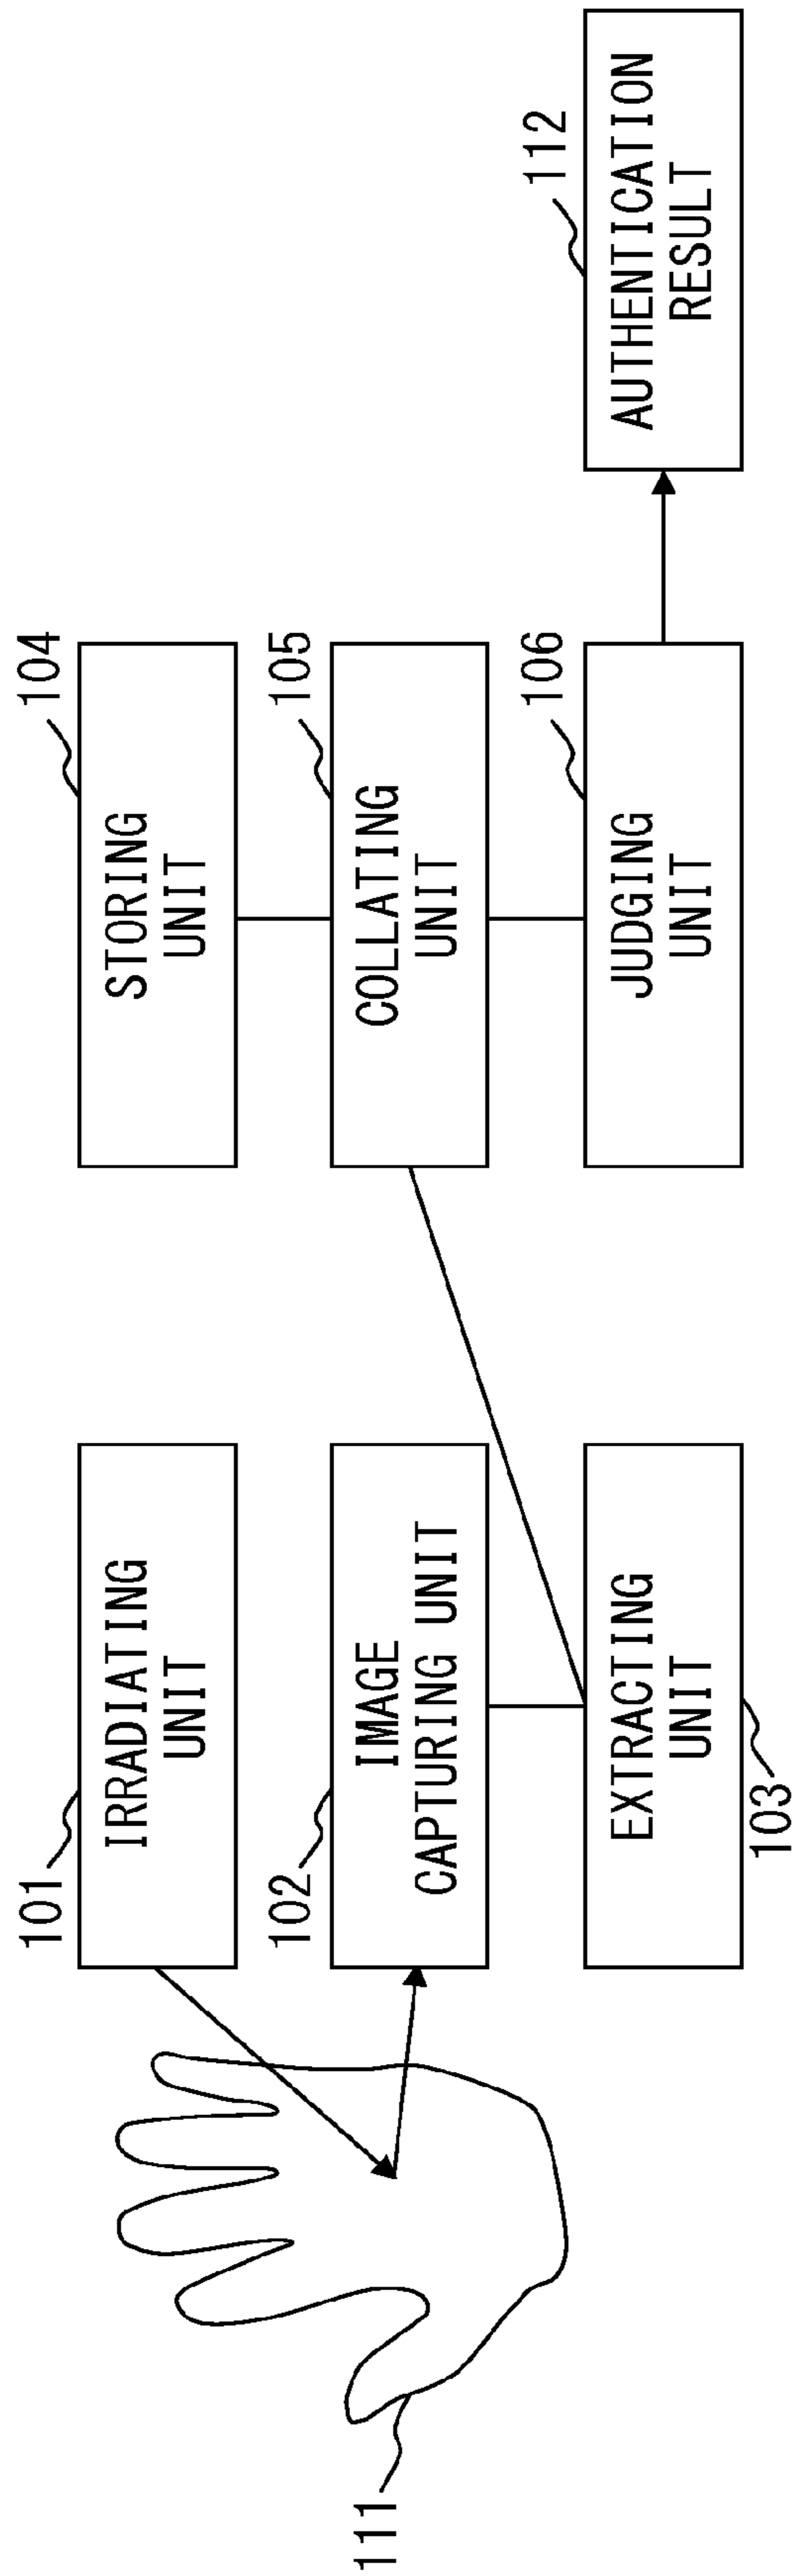 101
IRRADIATING
UNIT
102
IMAGE
CAPTURING UNIT
EXTRACTING
UNIT
103
111
104
STORING
UNIT
105
COLLATING
UNIT
106
JUDGING
UNIT
112
AUTHENTICATION
RESULT